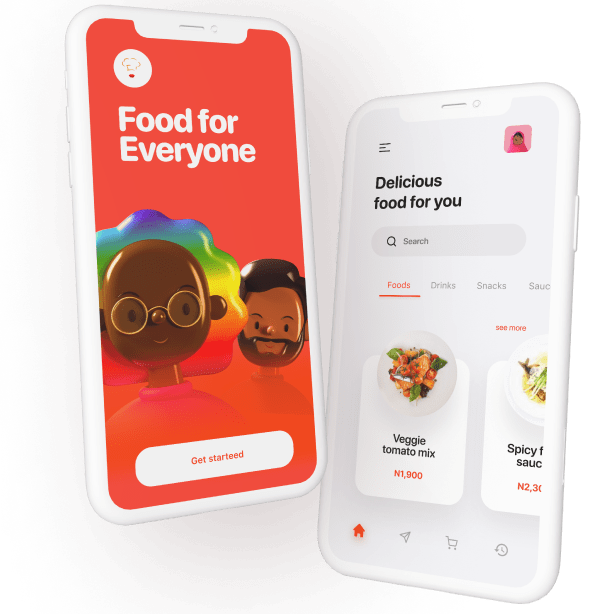 Food for
Everyone
Get starteed
Delicious
food for you
Search
Foods
Drinks
Snacks
Sauc
see more
Veggie
tomato mix
N1,900
Spicy f
sauc
N2,30